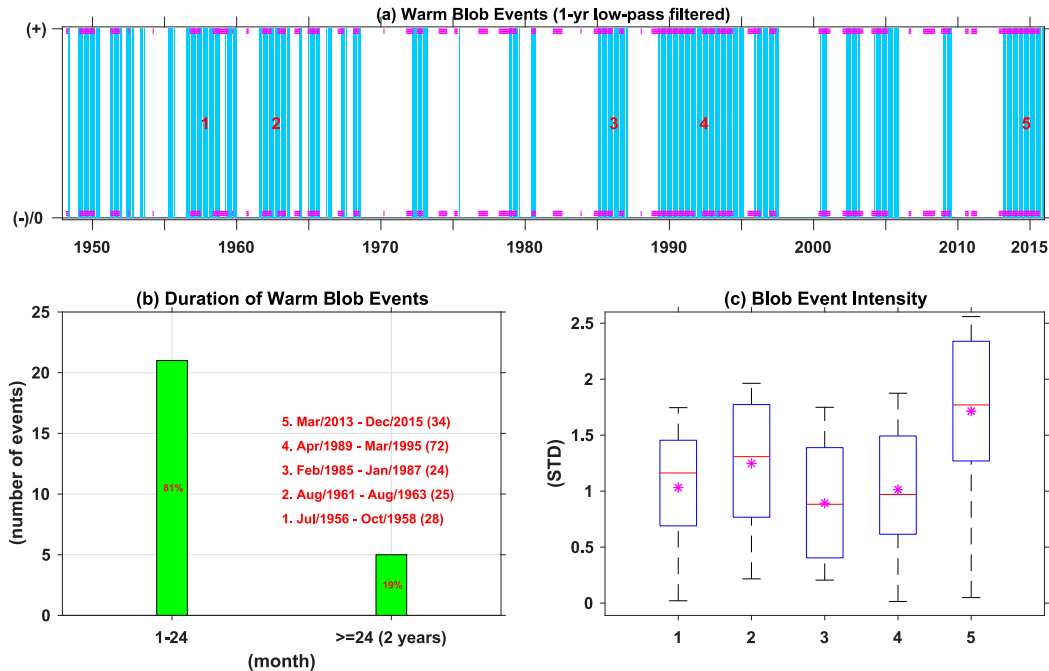 (a) Warm Blob Events (1-yr low-pass filtered)
(+)
1 2 3 4 5
(-)/0
1950 1960 1970 1980 1990 2000 2010 2015
(b) Duration of Warm Blob Events
25
20
15
10
5
0
(number of events)
81%
19%
5. Mar/2013 - Dec/2015 (34)
4. Apr/1989 - Mar/1995 (72)
3. Feb/1985 - Jan/1987 (24)
2. Aug/1961 - Aug/1963 (25)
1. Jul/1956 - Oct/1958 (28)
1-24 >=24 (2 years)
(month)
(c) Blob Event Intensity
2.5
2
1.5
1
0.5
0
(STD)
1 2 3 4 5